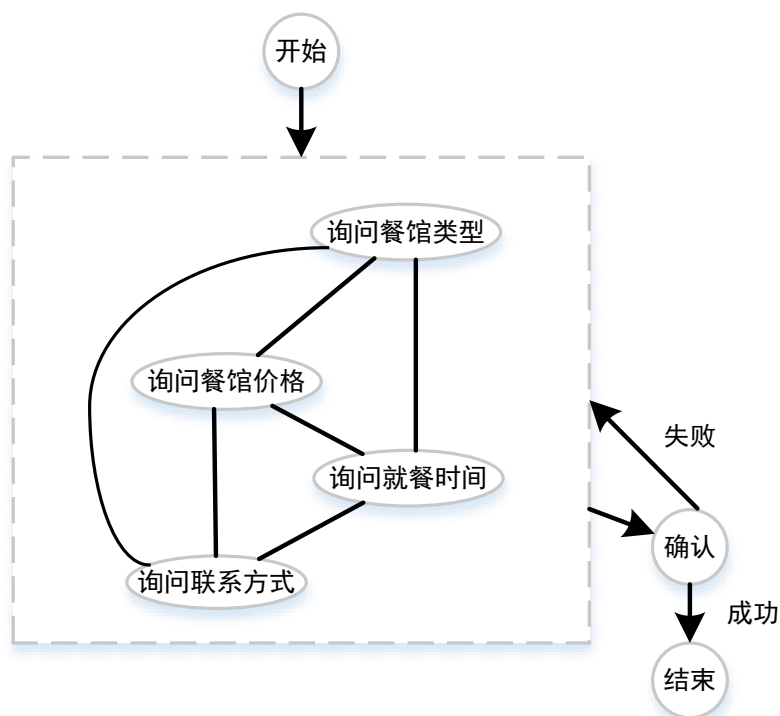 开始
询问餐馆类型
询问餐馆价格
询问就餐时间
询问联系方式
失败
确认
成功
结束